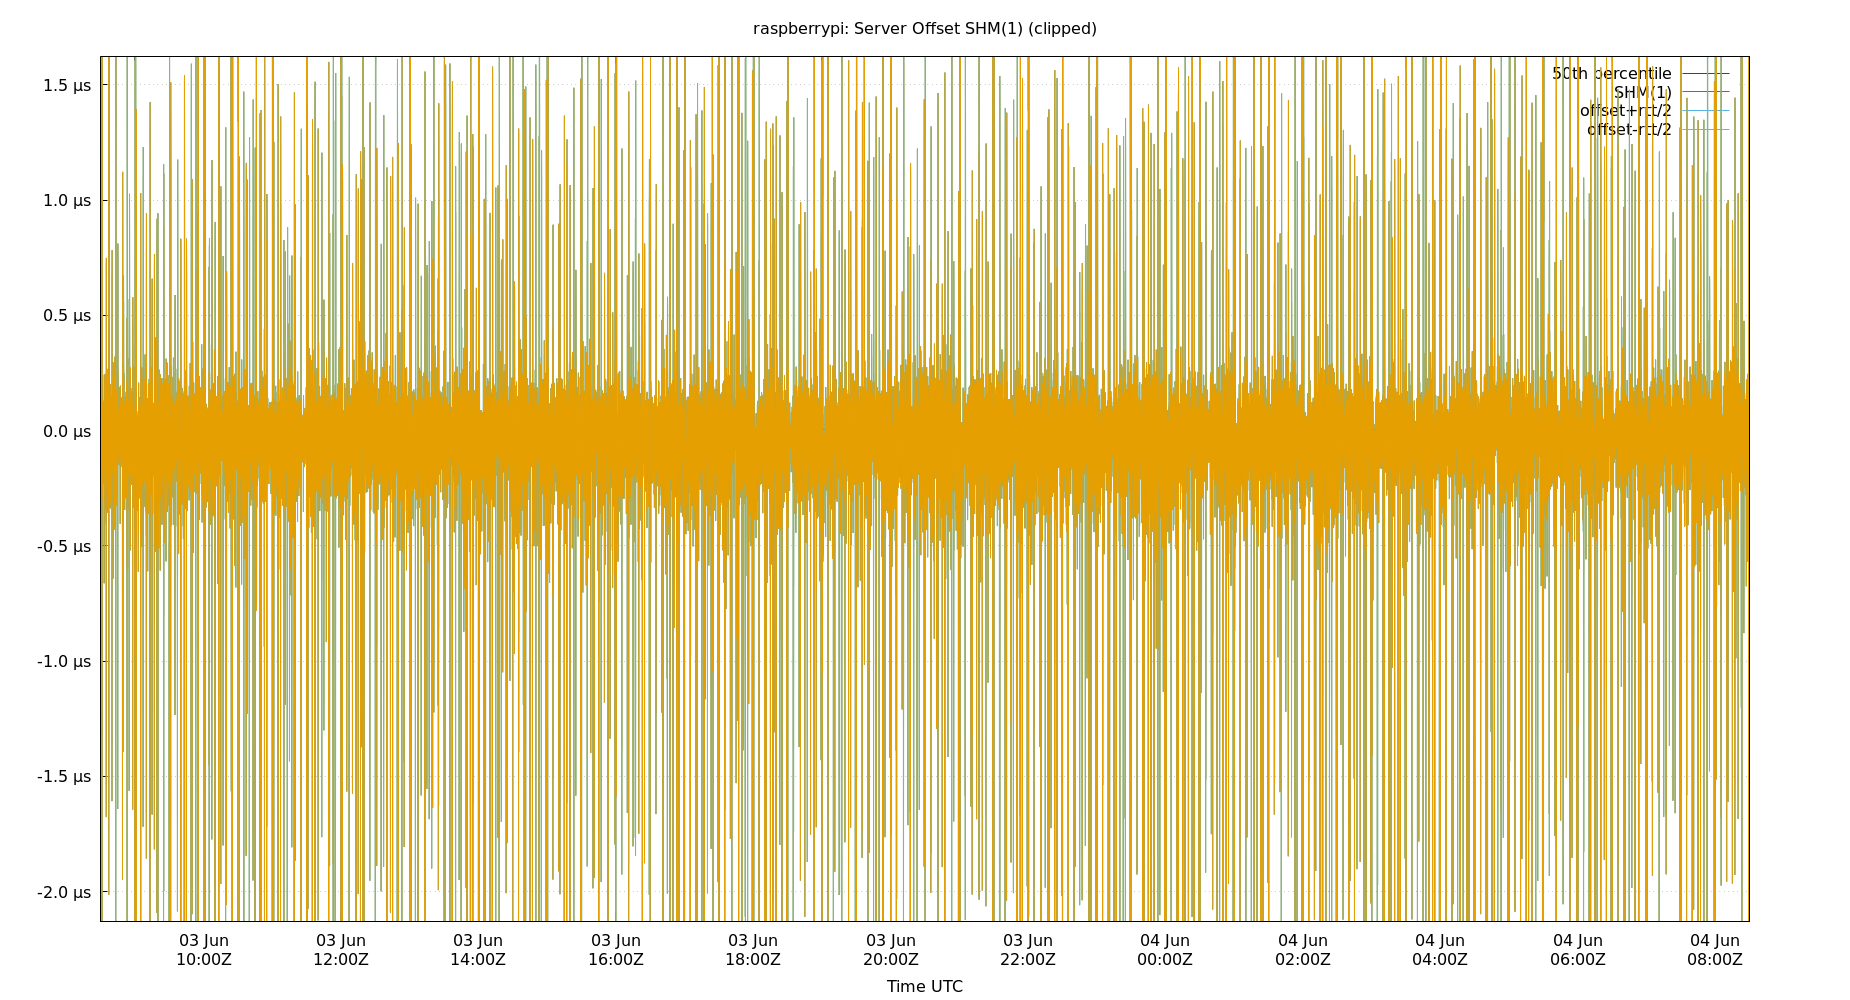 raspberrypi: Server Offset SHM(1) (clipped)
1.5 µs
1.0 µs
0.5 µs
0.0 µs
-0.5 µs
-1.0 µs
-1.5 µs
-2.0 µs
50th percentile
SHM(1)
offset+rtt/2
offset-rtt/2
03 Jun 03 Jun 03 Jun 03 Jun 03 Jun 03 Jun 03 Jun 04 Jun 04 Jun 04 Jun 04 Jun 04 Jun
10:00Z 12:00Z 14:00Z 16:00Z 18:00Z 20:00Z 22:00Z 00:00Z 02:00Z 04:00Z 06:00Z 08:00Z
Time UTC